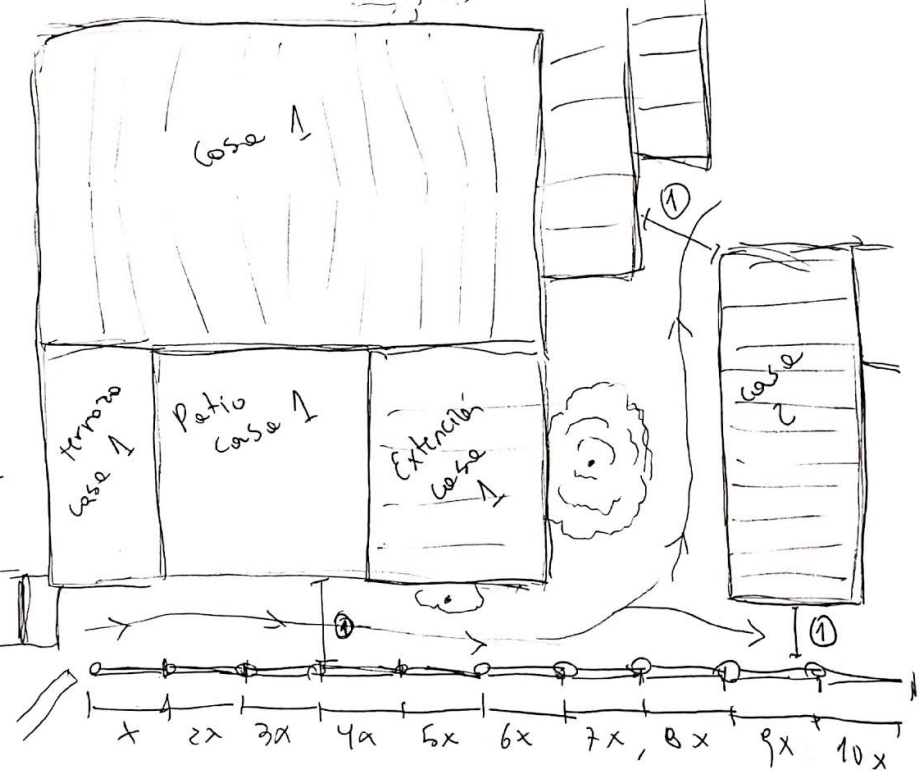 Casa 1
①
casa
2
terraza
casa 1
Patio
casa 1
Extención
casa
1
①
①
x 2x 3x 4x 5x 6x 7x, 8x 9x 10x